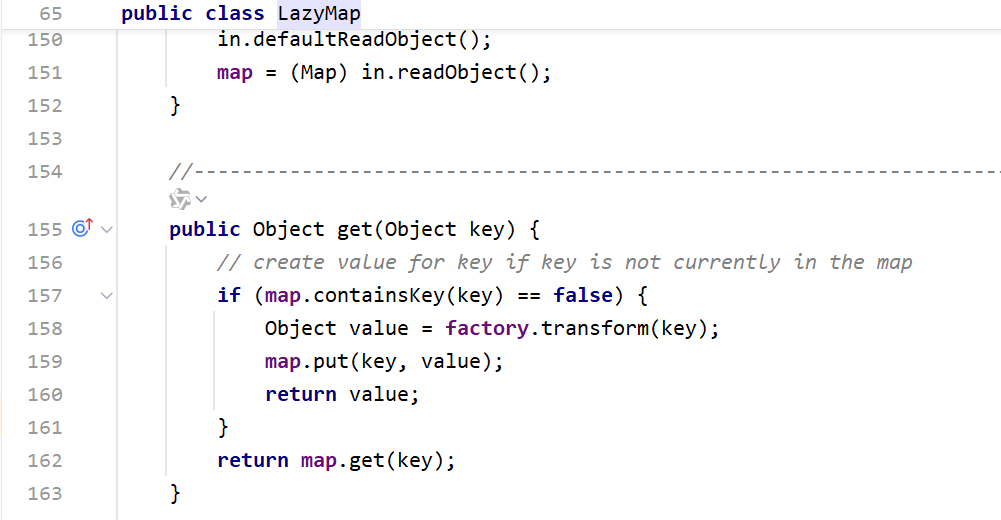 65 public class LazyMap
150 in.defaultReadObject();
151 map = (Map) in.readObject();
152 }
153
154 //-----------------------------------------------------------------------
155 public Object get(Object key) {
156 // create value for key if key is not currently in the map
157 if (map.containsKey(key) == false) {
158 Object value = factory.transform(key);
159 map.put(key, value);
160 return value;
161 }
162 return map.get(key);
163 }